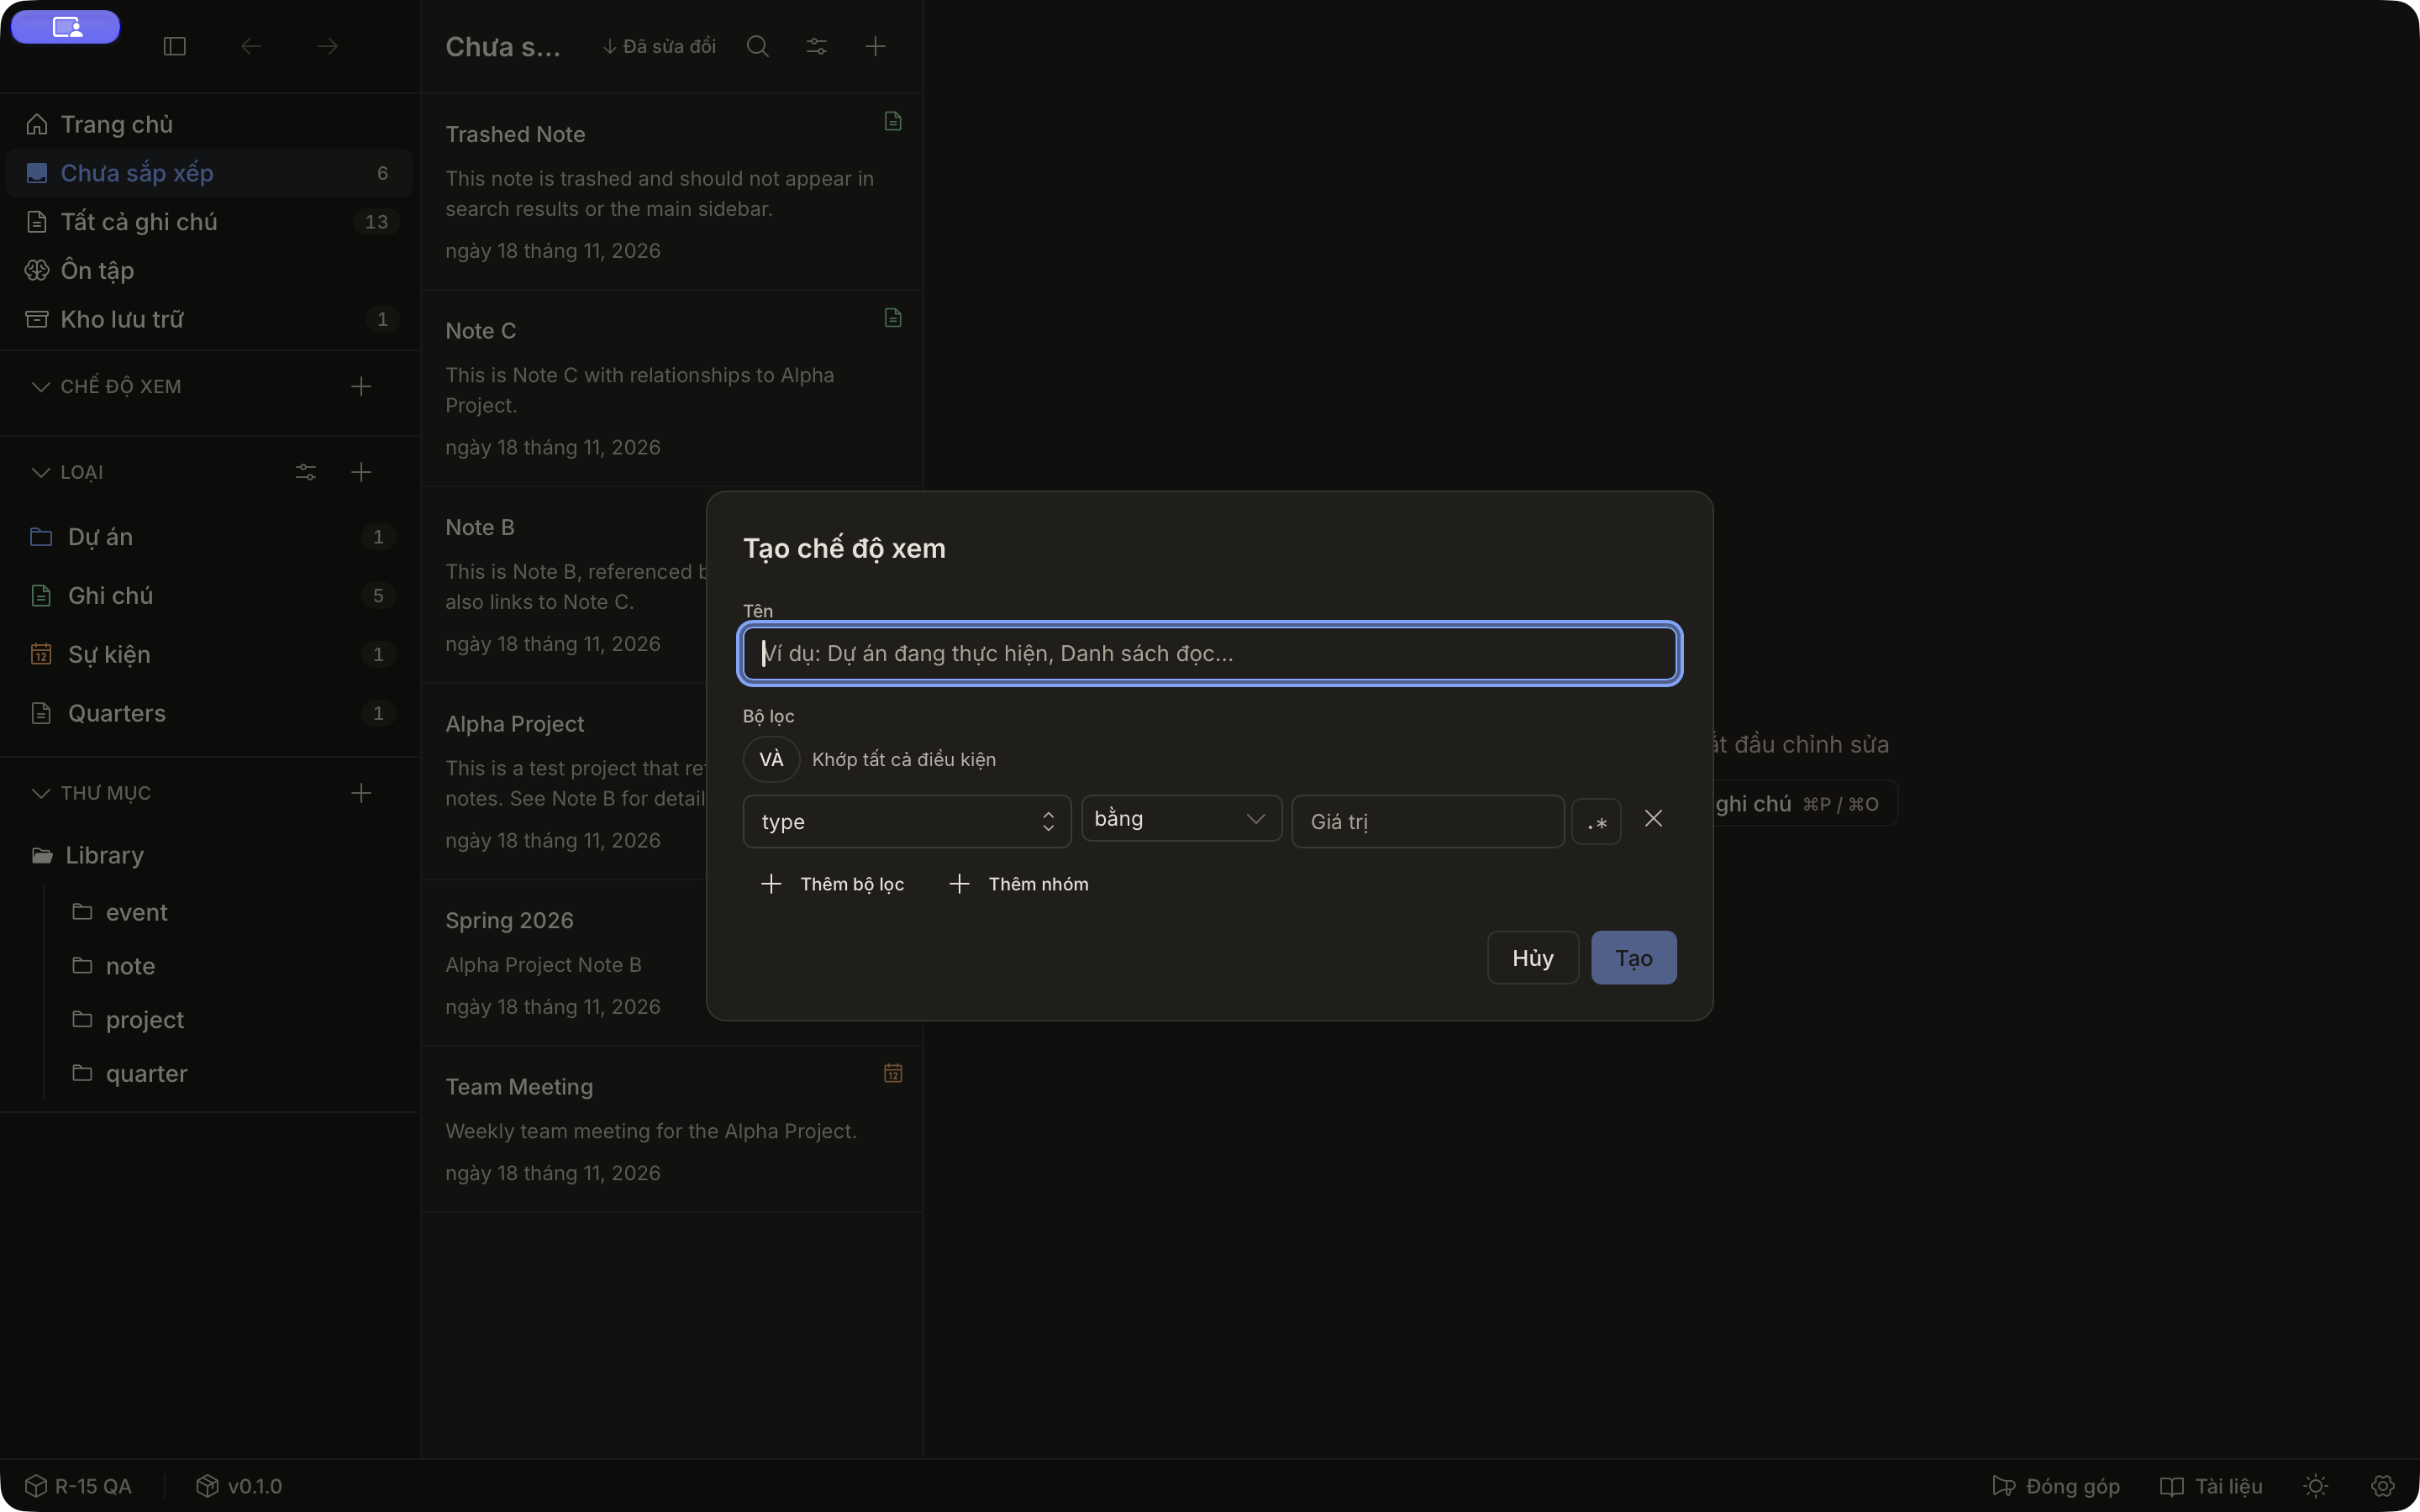 Chưa s...
Đã sửa đổi
Trang chủ
Chưa sắp xếp 6
Tất cả ghi chú 13
Ôn tập
Kho lưu trữ 1
CHẾ ĐỘ XEM
LOẠI
Dự án 1
Ghi chú 5
Sự kiện 1
Quarters 1
THƯ MỤC
Library
event
note
project
quarter
Trashed Note
This note is trashed and should not appear in
search results or the main sidebar.
ngày 18 tháng 11, 2026
Note C
This is Note C with relationships to Alpha
Project.
ngày 18 tháng 11, 2026
Note B
This is Note B, referenced
also links to Note C.
ngày 18 tháng 11, 2026
Alpha Project
This is a test project that
notes. See Note B for
ngày 18 tháng 11, 2026
Spring 2026
Alpha Project Note B
ngày 18 tháng 11, 2026
Team Meeting
Weekly team meeting for the Alpha Project.
ngày 18 tháng 11, 2026
Tạo chế độ xem
Tên
Ví dụ: Dự án đang thực hiện, Danh sách đọc...
Bộ lọc
VÀ Khớp tất cả điều kiện
type bằng Giá trị .*
Thêm bộ lọc Thêm nhóm
Hủy Tạo
đầu chỉnh sửa
ghi chú ⌘P / ⌘O
R-15 QA v0.1.0
Đóng góp Tài liệu